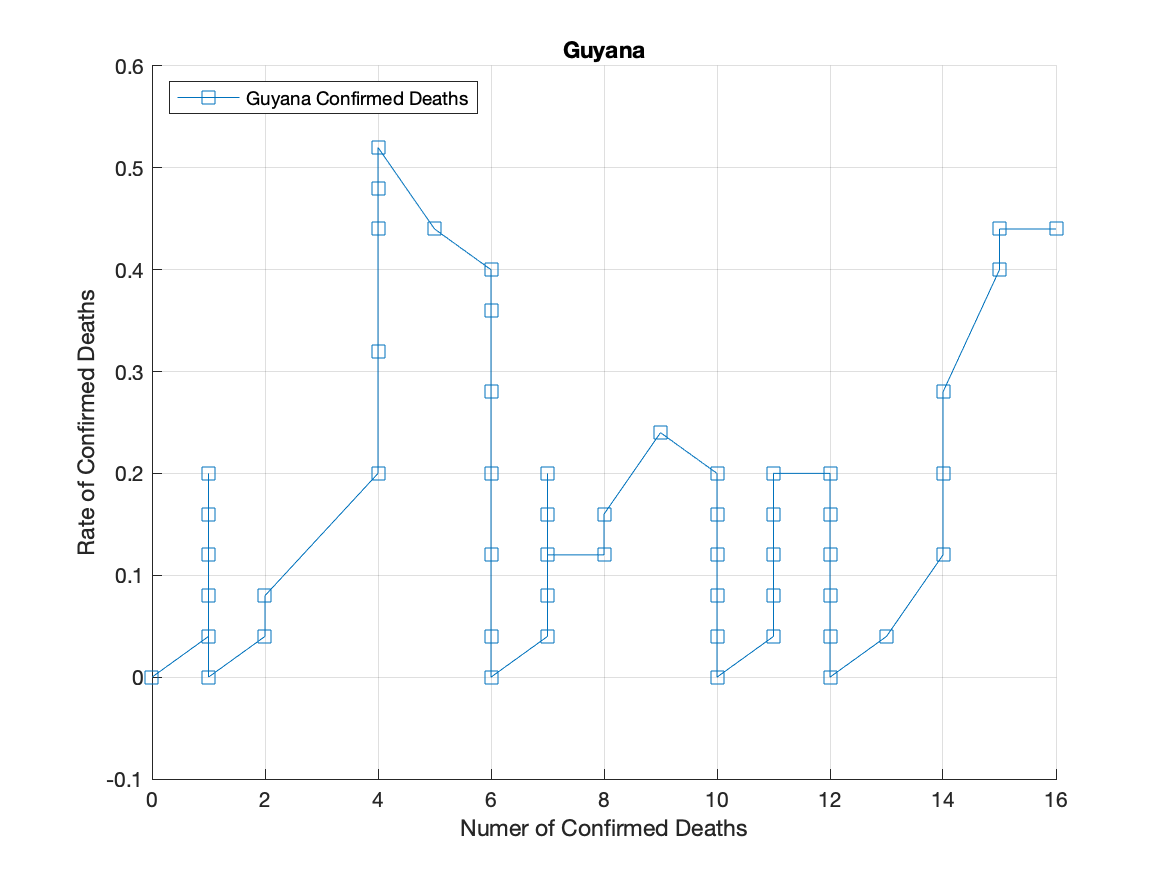 Guyana
Guyana Confirmed Deaths
Rate of Confirmed Deaths
0.6
0.5
0.4
0.3
0.2
0.1
0
-0.1
0 2 4 6 8 10 12 14 16
Numer of Confirmed Deaths